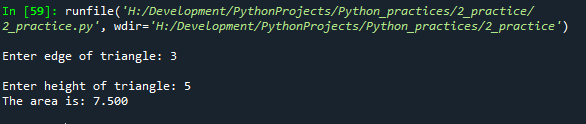 In [59]: runfile('H:/Development/PythonProjects/Python_practices/2_practice/
2_practice.py', wdir='H:/Development/PythonProjects/Python_practices/2_practice')
Enter edge of triangle: 3
Enter height of triangle: 5
The area is: 7.500